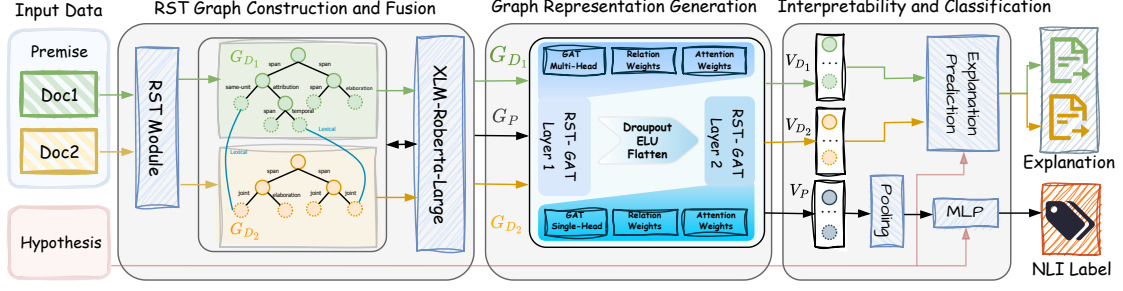 Input Data
RST Graph Construction and Fusion
Graph Representation Generation
Interpretability and Classification
Premise
Doc1
Doc2
Hypothesis
RST Module
G_{D_1}
span
span
same-unit
attribution
span
elaboration
span
temporal
Lexical
Lexical
span
span
joint
elaboration
joint
joint
G_{D_2}
XLM-Roberta-Large
G_{D_1}
G_P
G_{D_2}
GAT
Multi-Head
Relation
Weights
Attention
Weights
RST- GAT
Layer 1
Droupout
ELU
Flatten
RST- GAT
Layer 2
GAT
Single-Head
Relation
Weights
Attention
Weights
V_{D_1}
...
V_{D_2}
...
V_P
...
Pooling
Explanation
Prediction
MLP
Explanation
NLI Label